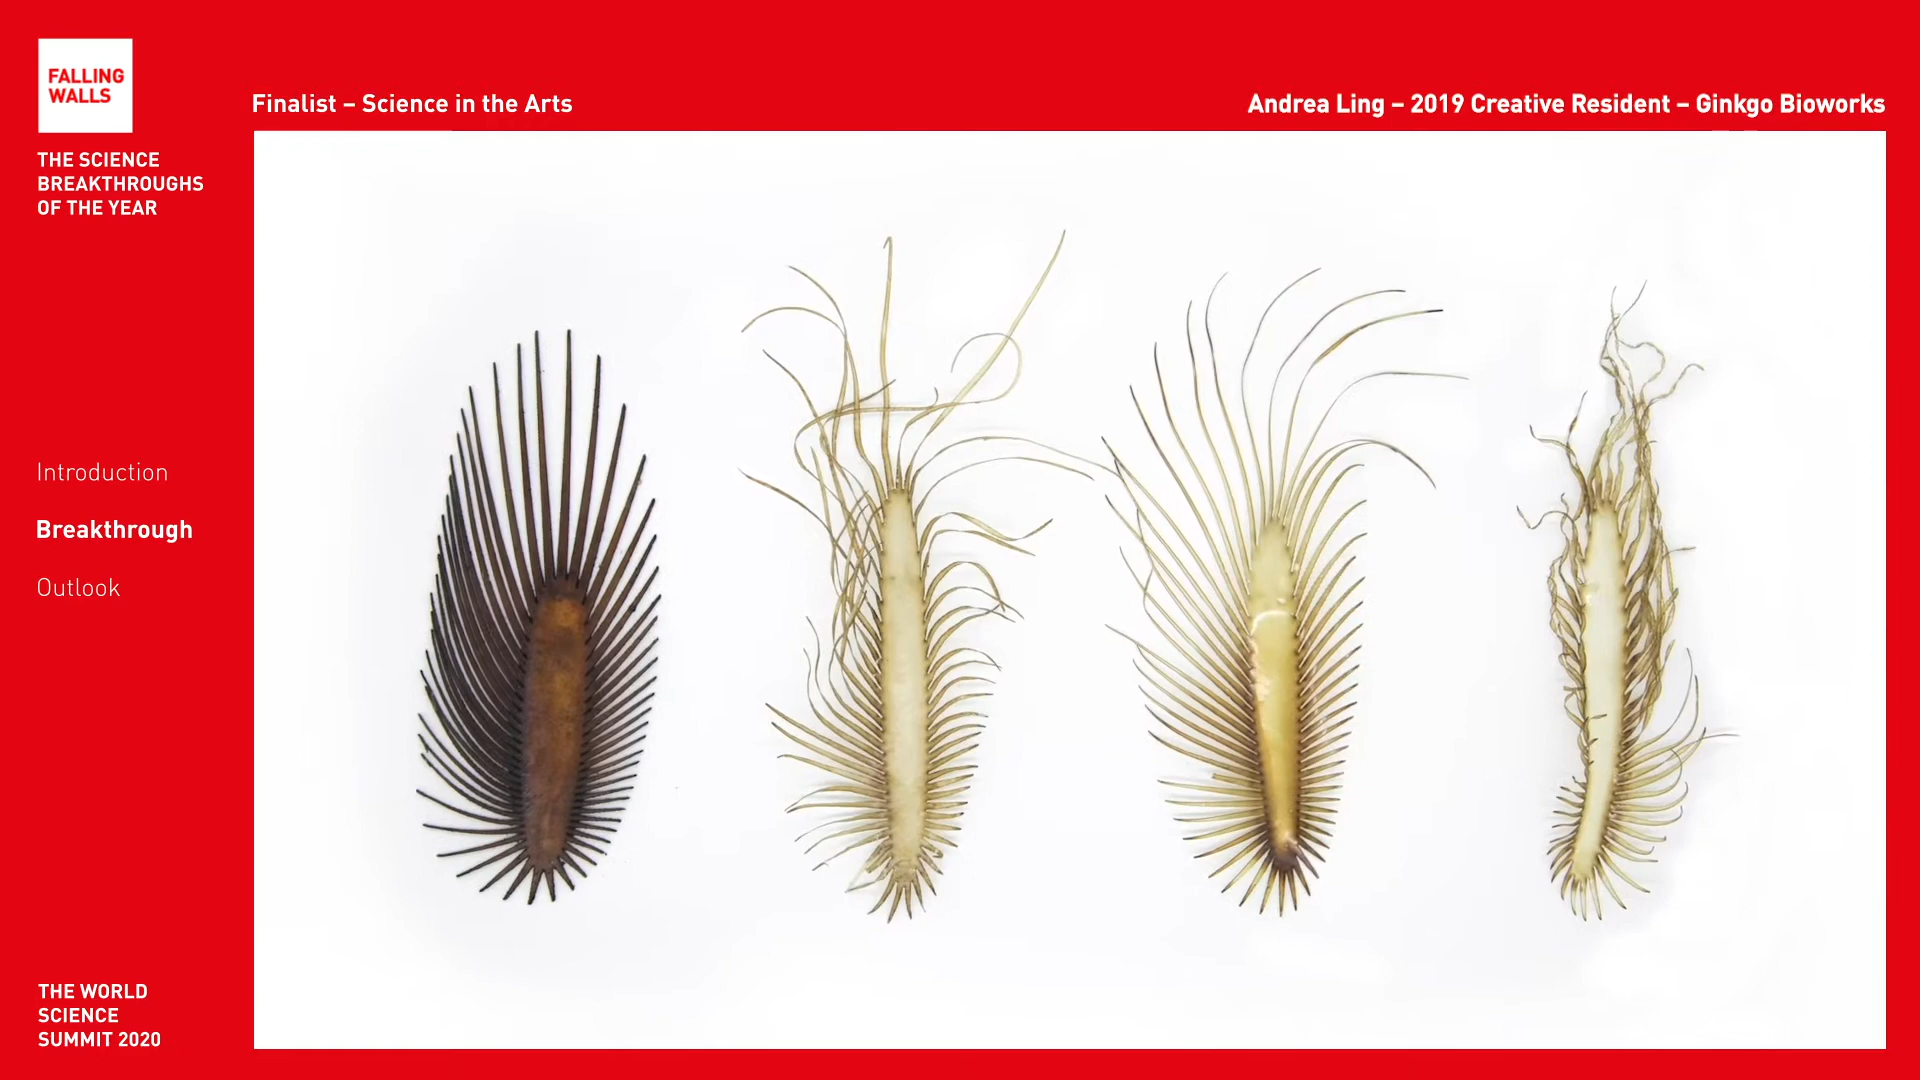 FALLING
WALLS
Finalist – Science in the Arts
Andrea Ling – 2019 Creative Resident – Ginkgo Bioworks
THE SCIENCE
BREAKTHROUGHS
OF THE YEAR
Introduction
Breakthrough
Outlook
THE WORLD
SCIENCE
SUMMIT 2020